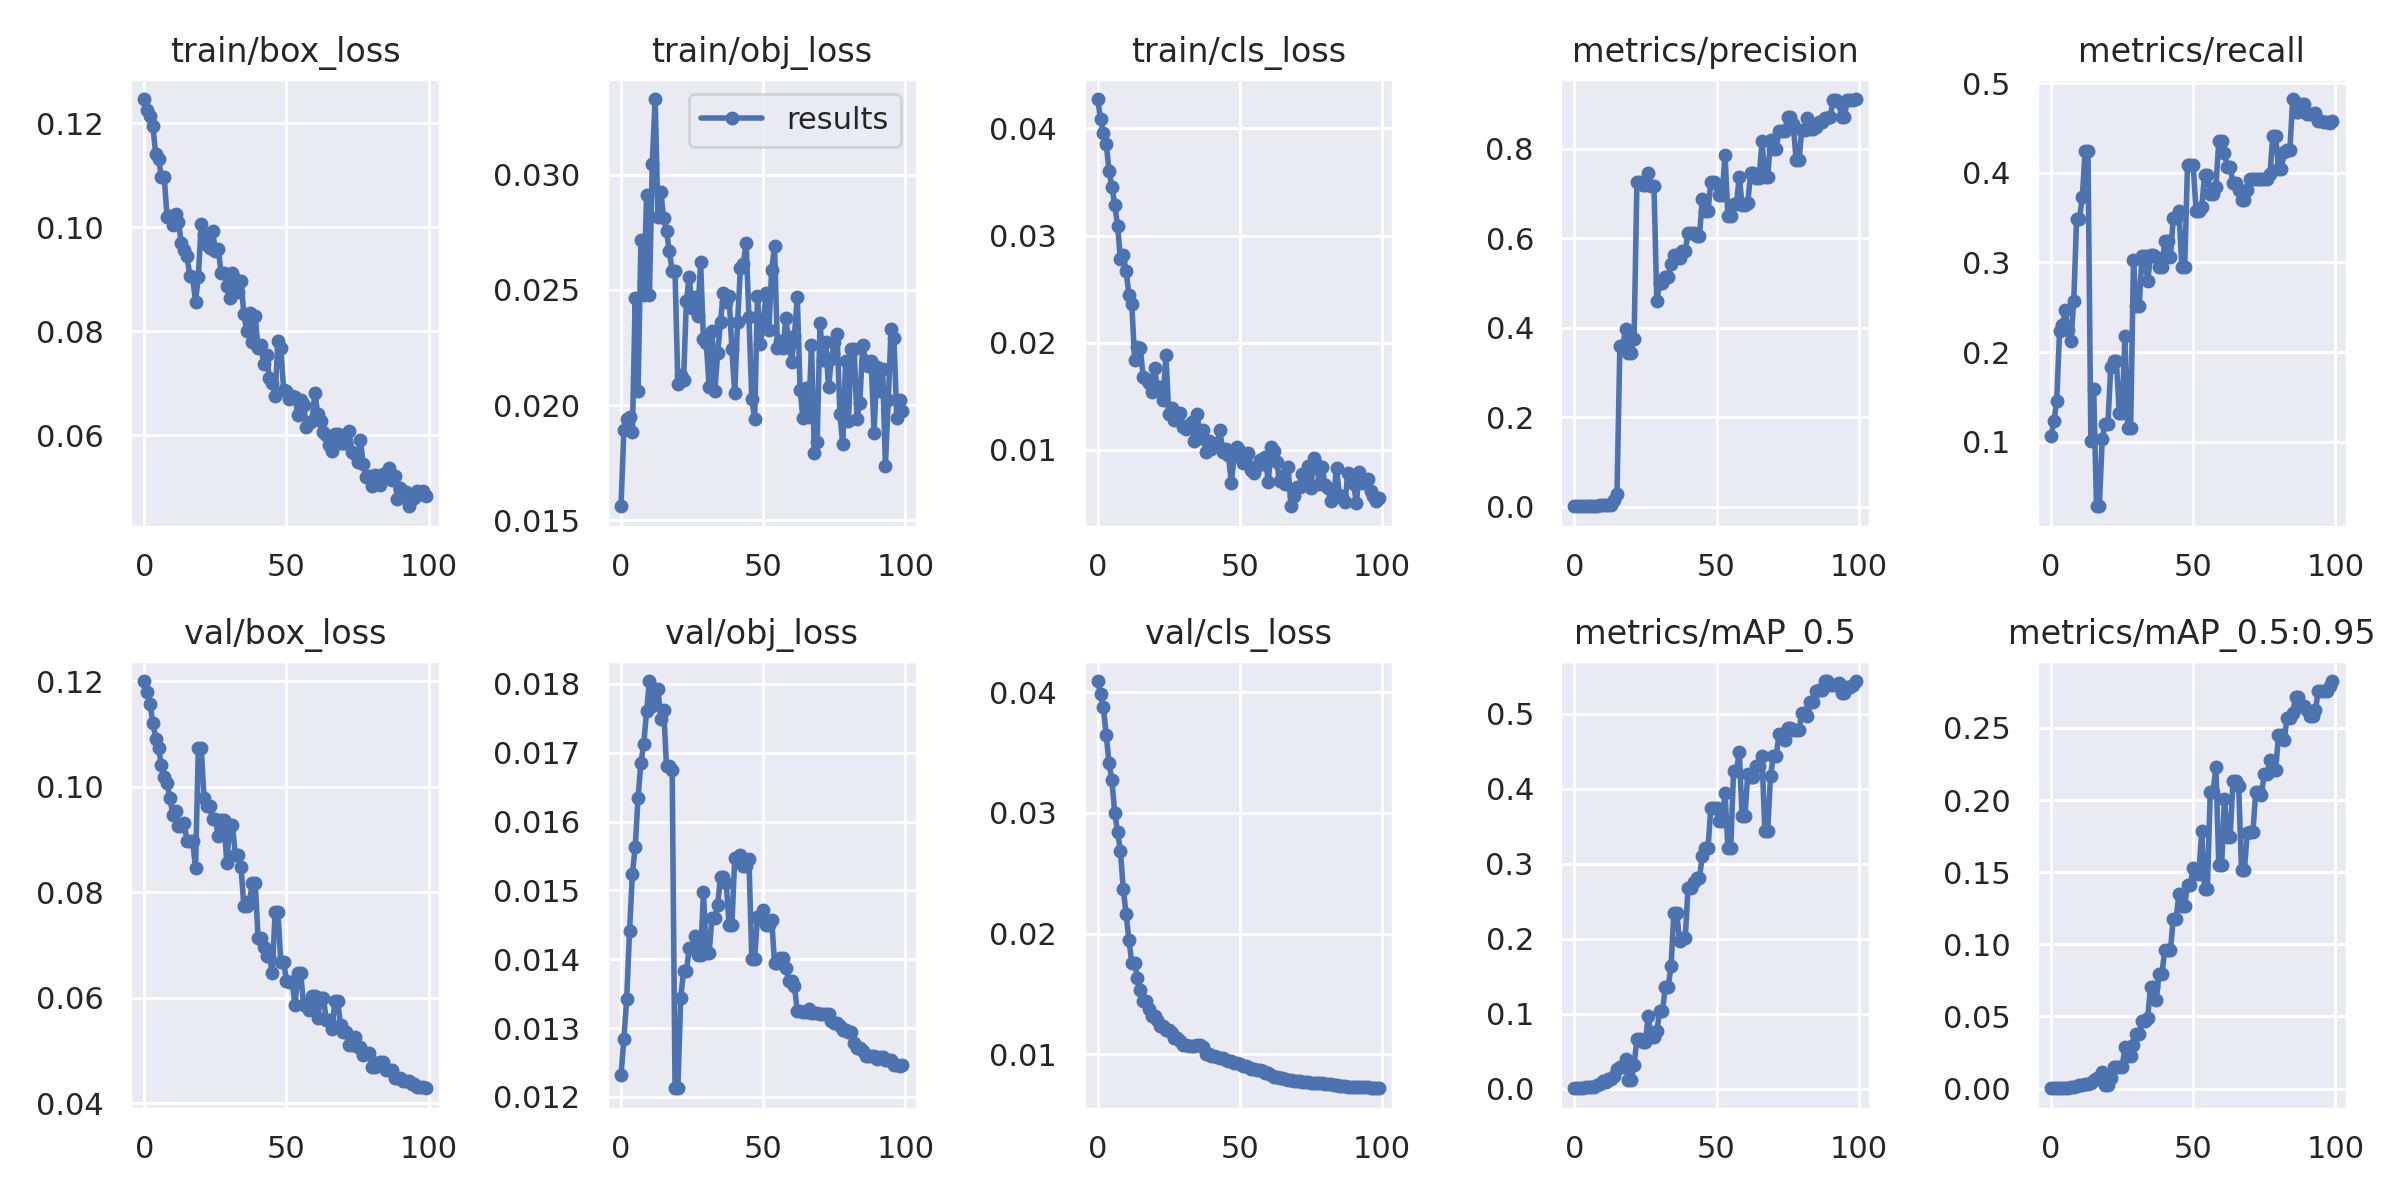 train/box_loss
0.12
0.10
0.08
0.06
0 50 100
train/obj_loss
results
0.030
0.025
0.020
0.015
0 50 100
train/cls_loss
0.04
0.03
0.02
0.01
0 50 100
metrics/precision
0.8
0.6
0.4
0.2
0.0
0 50 100
metrics/recall
0.5
0.4
0.3
0.2
0.1
0 50 100
val/box_loss
0.12
0.10
0.08
0.06
0.04
0 50 100
val/obj_loss
0.018
0.017
0.016
0.015
0.014
0.013
0.012
0 50 100
val/cls_loss
0.04
0.03
0.02
0.01
0 50 100
metrics/mAP_0.5
0.5
0.4
0.3
0.2
0.1
0.0
0 50 100
metrics/mAP_0.5:0.95
0.25
0.20
0.15
0.10
0.05
0.00
0 50 100